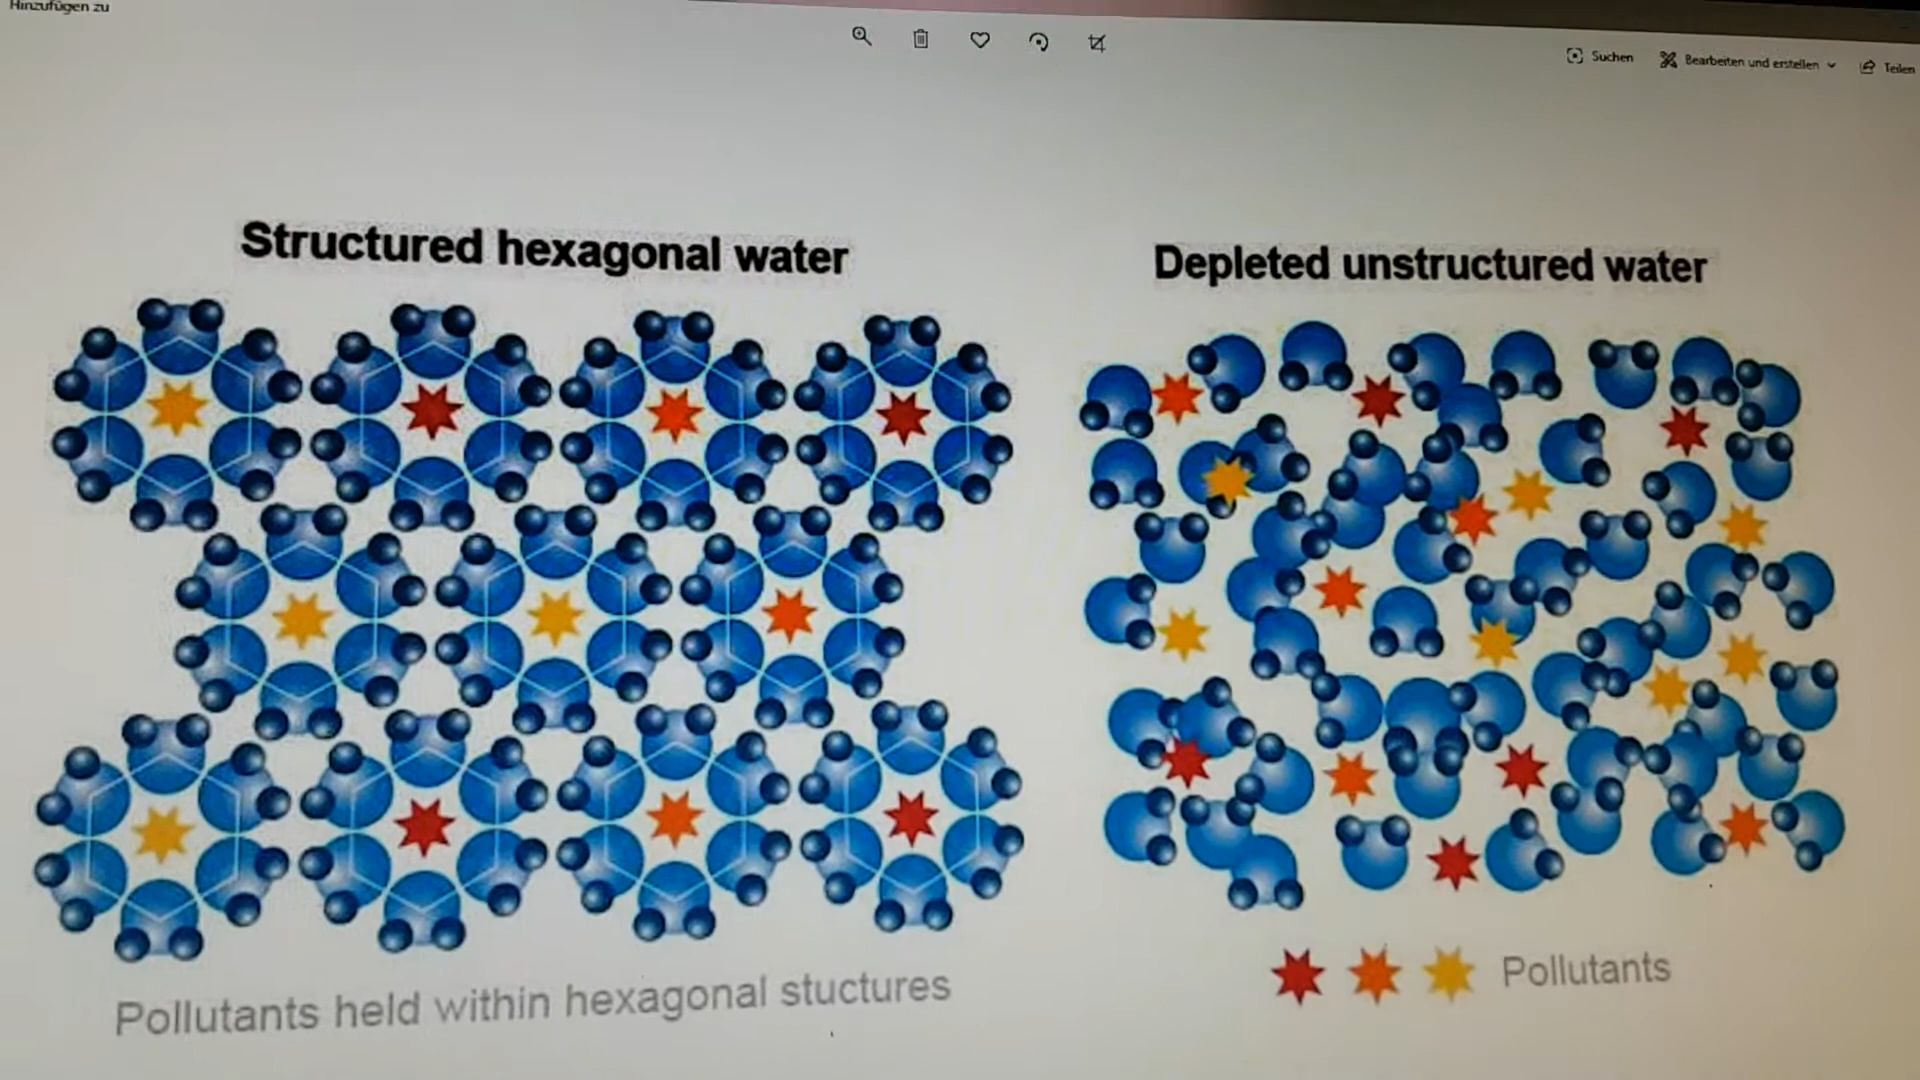 Hinzufügen zu
Suchen
Bearbeiten und erstellen
Teilen
Structured hexagonal water
Depleted unstructured water
Pollutants held within hexagonal stuctures
Pollutants